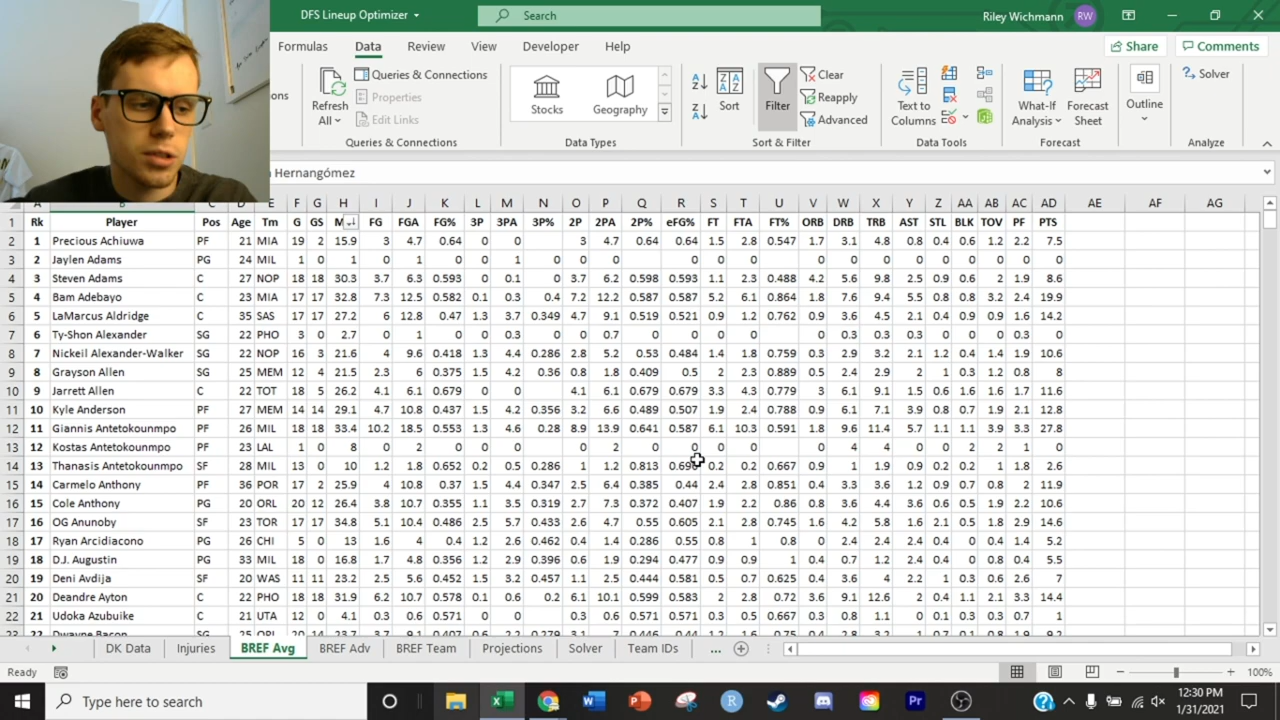 DFS Lineup Optimizer
Search
Riley Wichmann RW
Formulas Data Review View Developer Help Share Comments
Refresh All
Queries & Connections
Properties
Edit Links
Stocks Geography
Sort
Filter
Clear
Reapply
Advanced
Text to Columns
What-If Analysis
Forecast Sheet
Outline
Solver
Queries & Connections Data Types Sort & Filter Data Tools Forecast Analyze
Hernangómez
A B C D E F G H I J K L M N O P Q R S T U V W X Y Z AA AB AC AD AE AF AG
1 Rk Player Pos Age Tm G GS M FG FGA FG% 3P 3PA 3P% 2P 2PA 2P% eFG% FT FTA FT% ORB DRB TRB AST STL BLK TOV PF PTS
2 1 Precious Achiuwa PF 21 MIA 19 2 15.9 3 4.7 0.64 0 0 3 4.7 0.64 0.64 1.5 2.8 0.547 1.7 3.1 4.8 0.8 0.4 0.6 1.2 2.2 7.5
3 2 Jaylen Adams PG 24 MIL 1 0 1 0 1 0 0 1 0 0 0 0 0 0 0 0 0 0 0 0 0 0
4 3 Steven Adams C 27 NOP 18 18 30.3 3.7 6.3 0.593 0 0.1 0 3.7 6.2 0.598 0.593 1.1 2.3 0.488 4.2 5.6 9.8 2.5 0.9 0.6 2 1.9 8.6
5 4 Bam Adebayo C 23 MIA 17 17 32.8 7.3 12.5 0.582 0.1 0.3 0.4 7.2 12.2 0.587 0.587 5.2 6.1 0.864 1.8 7.6 9.4 5.5 0.8 0.8 3.2 2.4 19.9
6 5 LaMarcus Aldridge C 35 SAS 17 17 27.2 6 12.8 0.47 1.3 3.7 0.349 4.7 9.1 0.519 0.521 0.9 1.2 0.762 0.9 3.6 4.5 2.1 0.4 0.9 0.9 1.6 14.2
7 6 Ty-Shon Alexander SG 22 PHO 3 0 2.7 0 1 0 0 0.3 0 0 0.7 0 0 0 0 0 0.3 0.3 0.3 0 0 0 0.3 0
8 7 Nickeil Alexander-Walker SG 22 NOP 16 3 21.6 4 9.6 0.418 1.3 4.4 0.286 2.8 5.2 0.53 0.484 1.4 1.8 0.759 0.3 2.9 3.2 2.1 1.2 0.4 1.4 1.9 10.6
9 8 Grayson Allen SG 25 MEM 12 4 21.5 2.3 6 0.375 1.5 4.2 0.36 0.8 1.8 0.409 0.5 2 2.3 0.889 0.5 2.4 2.9 2 1 0.3 1.2 0.8 8
10 9 Jarrett Allen C 22 TOT 18 5 26.2 4.1 6.1 0.679 0 0 4.1 6.1 0.679 0.679 3.3 4.3 0.779 3 6.1 9.1 1.5 0.6 1.6 1.6 1.7 11.6
11 10 Kyle Anderson PF 27 MEM 14 14 29.1 4.7 10.8 0.437 1.5 4.2 0.356 3.2 6.6 0.489 0.507 1.9 2.4 0.788 0.9 6.1 7.1 3.9 0.8 0.7 1.9 2.1 12.8
12 11 Giannis Antetokounmpo PF 26 MIL 18 18 33.4 10.2 18.5 0.553 1.3 4.6 0.28 8.9 13.9 0.641 0.587 6.1 10.3 0.591 1.8 9.6 11.4 5.7 1.1 1.1 3.9 3.3 27.8
13 12 Kostas Antetokounmpo PF 23 LAL 1 0 8 0 2 0 0 0 0 2 0 0 0 0 0 4 4 0 0 2 2 1 0
14 13 Thanasis Antetokounmpo SF 28 MIL 13 0 10 1.2 1.8 0.652 0.2 0.5 0.286 1 1.2 0.813 0.2 0.2 0.667 0.9 1 1.9 0.9 0.2 0.2 1 1.8 2.6
15 14 Carmelo Anthony PF 36 POR 17 2 25.9 4 10.8 0.37 1.5 4.4 0.347 2.5 6.4 0.385 0.44 2.4 2.8 0.851 0.4 3.3 3.6 1.2 0.9 0.7 0.8 2 11.9
16 15 Cole Anthony PG 20 ORL 20 12 26.4 3.8 10.7 0.355 1.1 3.5 0.319 2.7 7.3 0.372 0.407 1.9 2.2 0.86 0.8 3.6 4.4 3.6 0.6 0.5 2.2 2.2 10.6
17 16 OG Anunoby SF 23 TOR 17 17 34.8 5.1 10.4 0.486 2.5 5.7 0.433 2.6 4.7 0.55 0.605 2.1 2.8 0.745 1.6 4.2 5.8 1.6 2.1 0.5 1.8 2.9 14.6
18 17 Ryan Arcidiacono PG 26 CHI 5 0 13 1.6 4 0.4 1.2 2.6 0.462 0.4 1.4 0.286 0.55 0.8 1 0.8 0 2.4 2.4 1.4 0 0 0.4 1.4 5.2
19 18 D.J. Augustin PG 33 MIL 18 0 16.8 1.7 4.8 0.356 1.2 2.9 0.396 0.6 1.9 0.294 0.477 0.9 0.9 1 0.4 0.7 1.2 2.4 0.4 0 0.8 0.4 5.5
20 19 Deni Avdija SF 20 WAS 11 11 23.2 2.5 5.6 0.452 1.5 3.2 0.457 1.1 2.5 0.444 0.581 0.5 0.7 0.625 0.4 3.6 4 2.2 1 0.3 0.6 2.6 7
21 20 Deandre Ayton C 22 PHO 18 18 31.9 6.2 10.7 0.578 0.1 0.6 0.2 6.1 10.1 0.599 0.583 2 2.8 0.72 3.6 9.1 12.6 2 0.4 1.1 2.1 3.3 14.4
22 21 Udoka Azubuike C 21 UTA 12 0 4.1 0.3 0.6 0.571 0 0 0.3 0.6 0.571 0.571 0.3 0.5 0.667 0.3 0.8 1.1 0 0.1 0.3 0.3 0.7 1
22 Dwayne Bacon SG 25 ORL 20 14 23.7 3.7 9.1 0.407 0.6 2.2 0.279 3.1 7 0.446 0.44 1.6 0.75 0.4 2.8 3.2 1.5 0.7 0.1 0.8 1.9 9.2
DK Data Injuries BREF Avg BREF Adv BREF Team Projections Solver Team IDs ...
Ready 100%
Type here to search 12:30 PM
1/31/2021